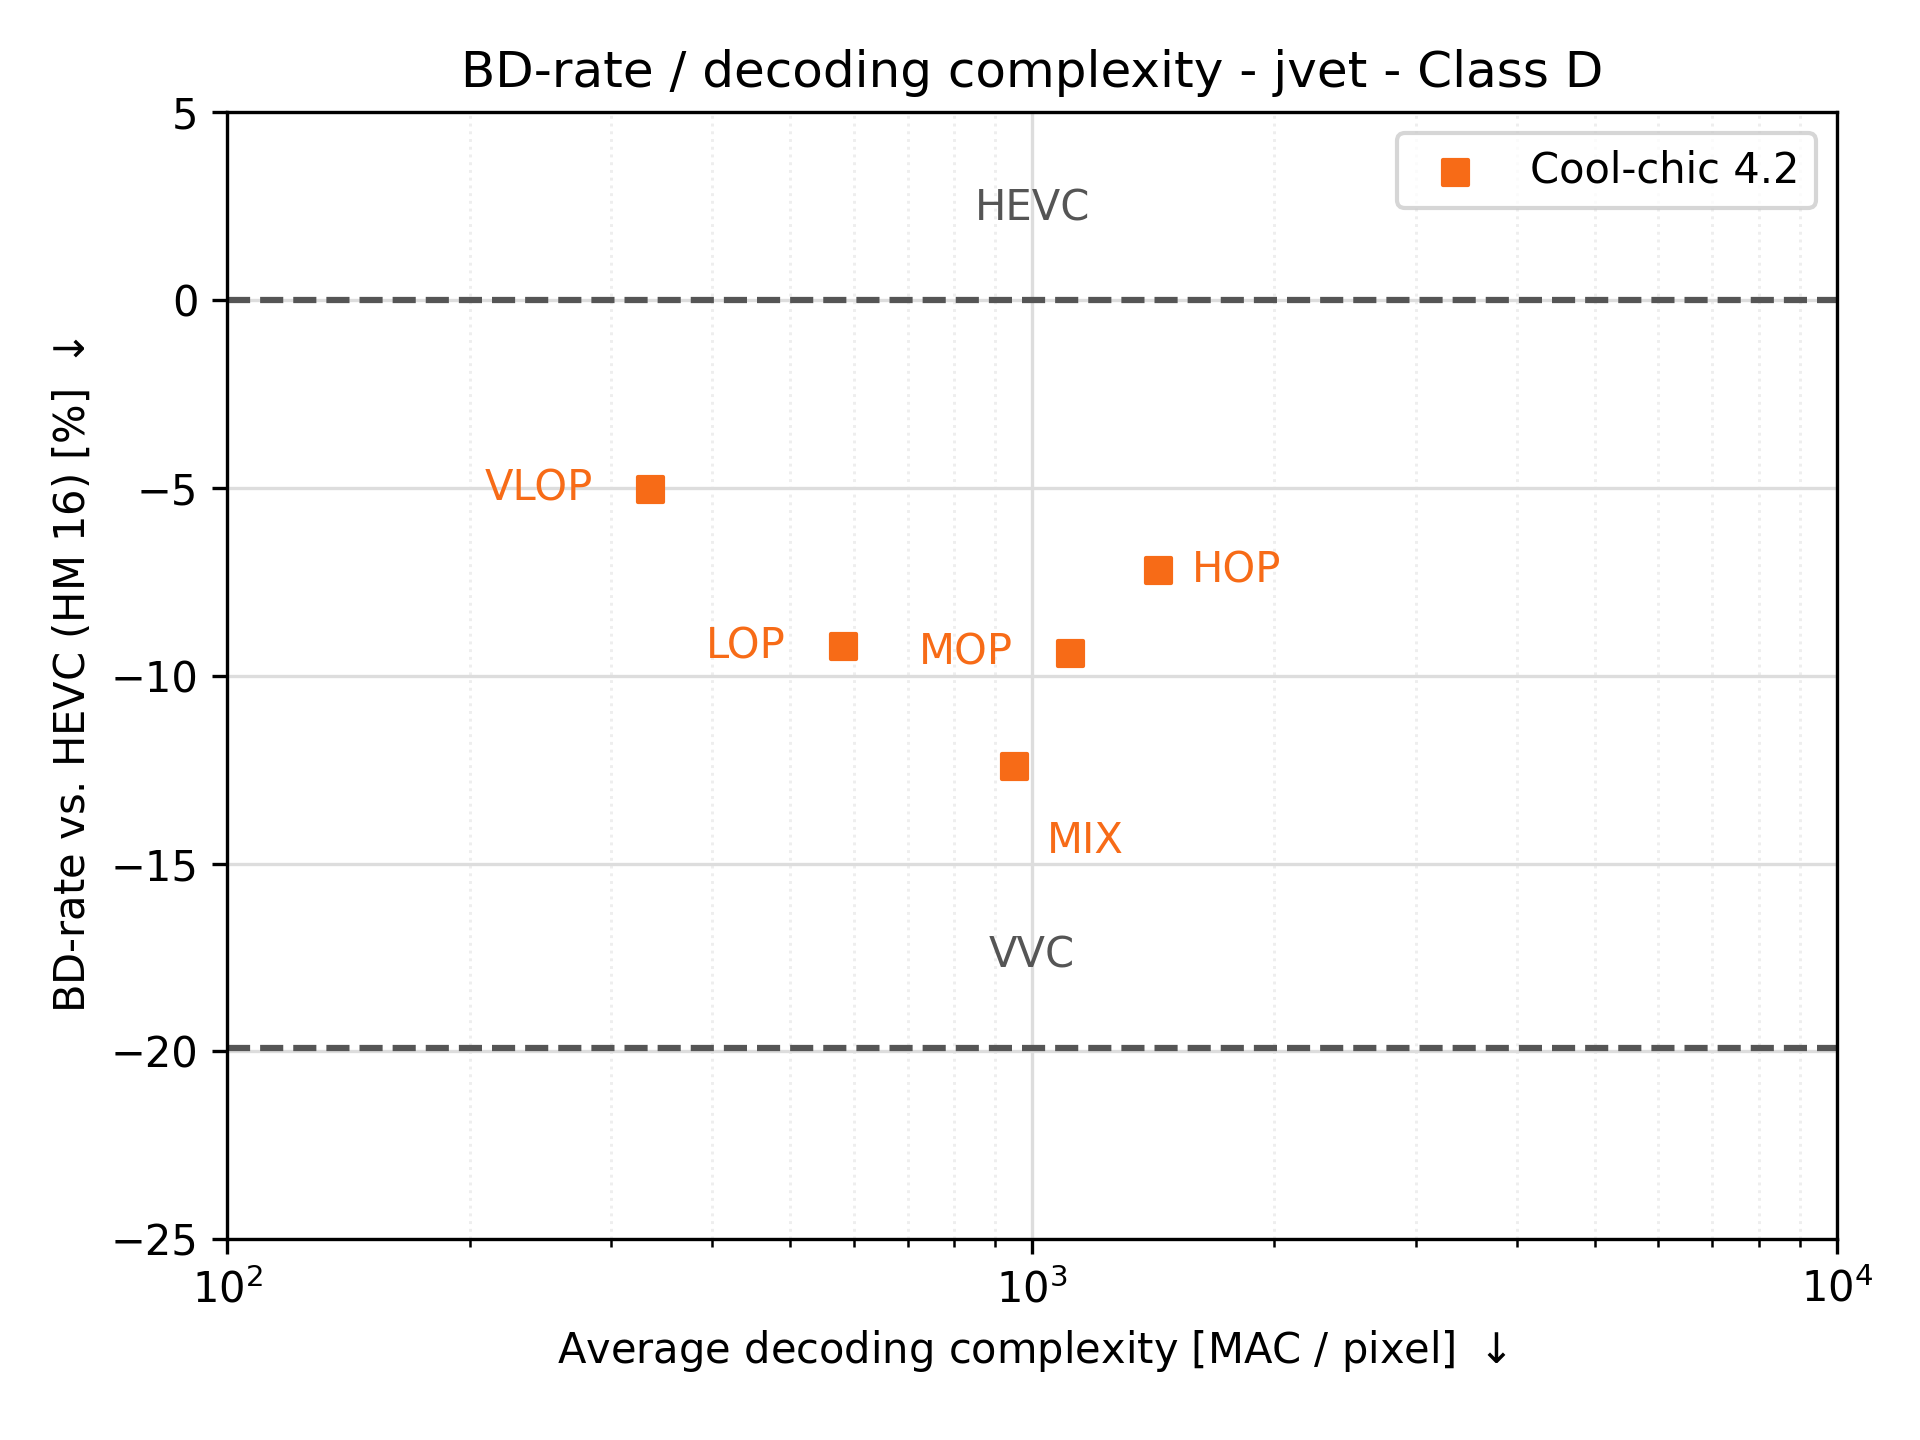 BD-rate / decoding complexity - jvet - Class D
5
Cool-chic 4.2
HEVC
0
VLOP
−5
HOP
LOP
MOP
−10
MIX
−15
VVC
−20
−25
10²
10³
10⁴
BD-rate vs. HEVC (HM 16) [%] ↓
Average decoding complexity [MAC / pixel] ↓